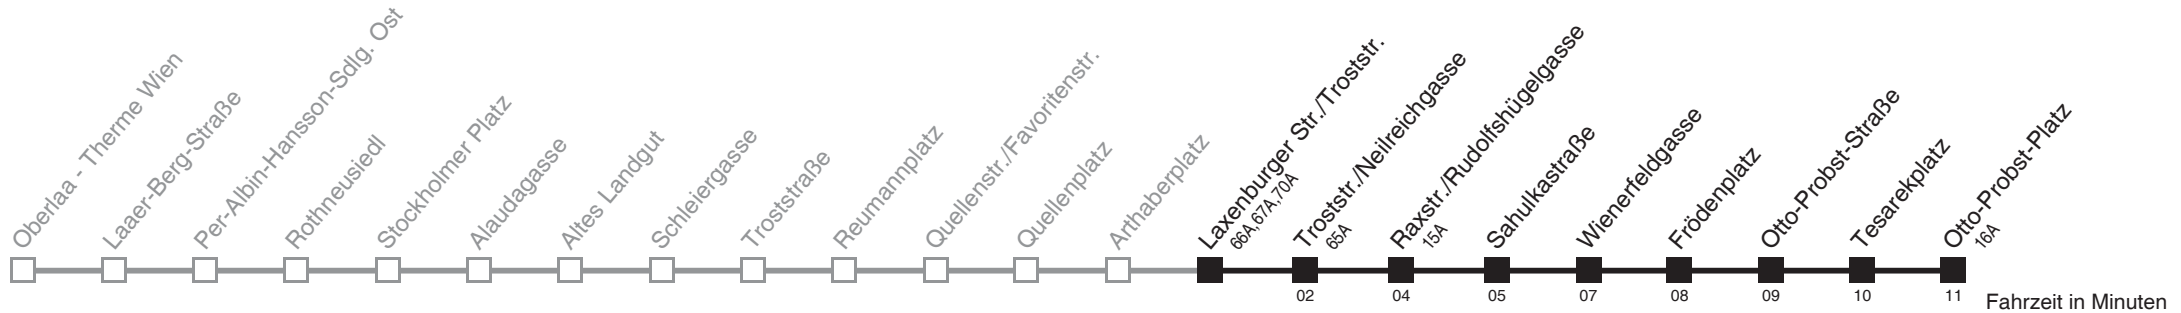 Oberlaa - Therme Wien
Laaer-Berg-Straße
Per-Albin-Hansson-Sdlg. Ost
Rothneusiedl
Stockholmer Platz
Alaudagasse
Altes Landgut
Schleiergasse
Troststraße
Reumannplatz
Quellenstr./Favoritenstr.
Quellenplatz
Arthaberplatz
Laxenburger Str./Troststr.
66A,67A,70A
Troststr./Neilreichgasse
65A
Raxstr./Rudolfshügelgasse
15A
Sahulkastraße
Wienerfeldgasse
Frödenplatz
Otto-Probst-Straße
Tesarekplatz
Otto-Probst-Platz
16A
02 04 05 07 08 09 10 11 Fahrzeit in Minuten